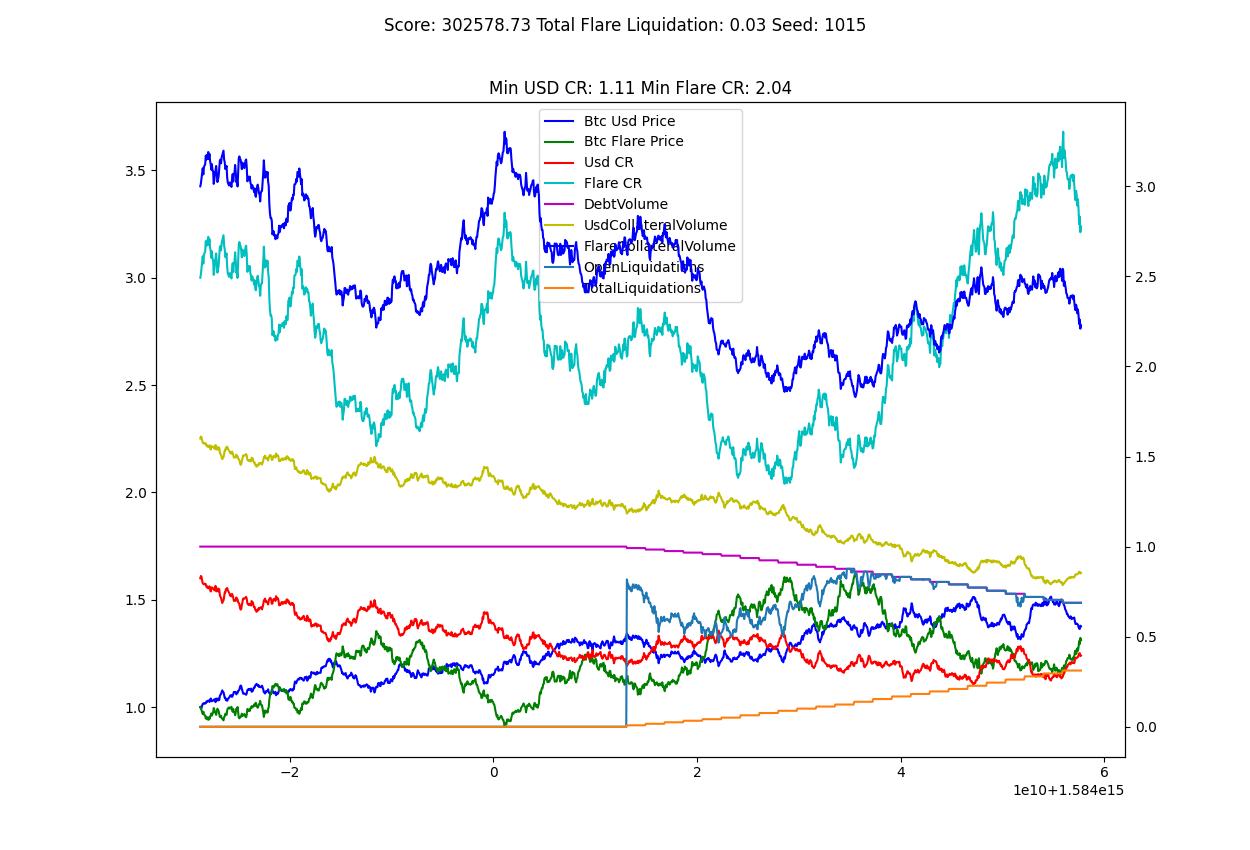 Score: 302578.73 Total Flare Liquidation: 0.03 Seed: 1015
Min USD CR: 1.11 Min Flare CR: 2.04
Btc Usd Price
Btc Flare Price
Usd CR
Flare CR
DebtVolume
UsdCollateralVolume
FlareCollateralVolume
OpenLiquidations
TotalLiquidations
3.5
3.0
2.5
2.0
1.5
1.0
3.0
2.5
2.0
1.5
1.0
0.5
0.0
−2 0 2 4 6
1e10+1.584e15